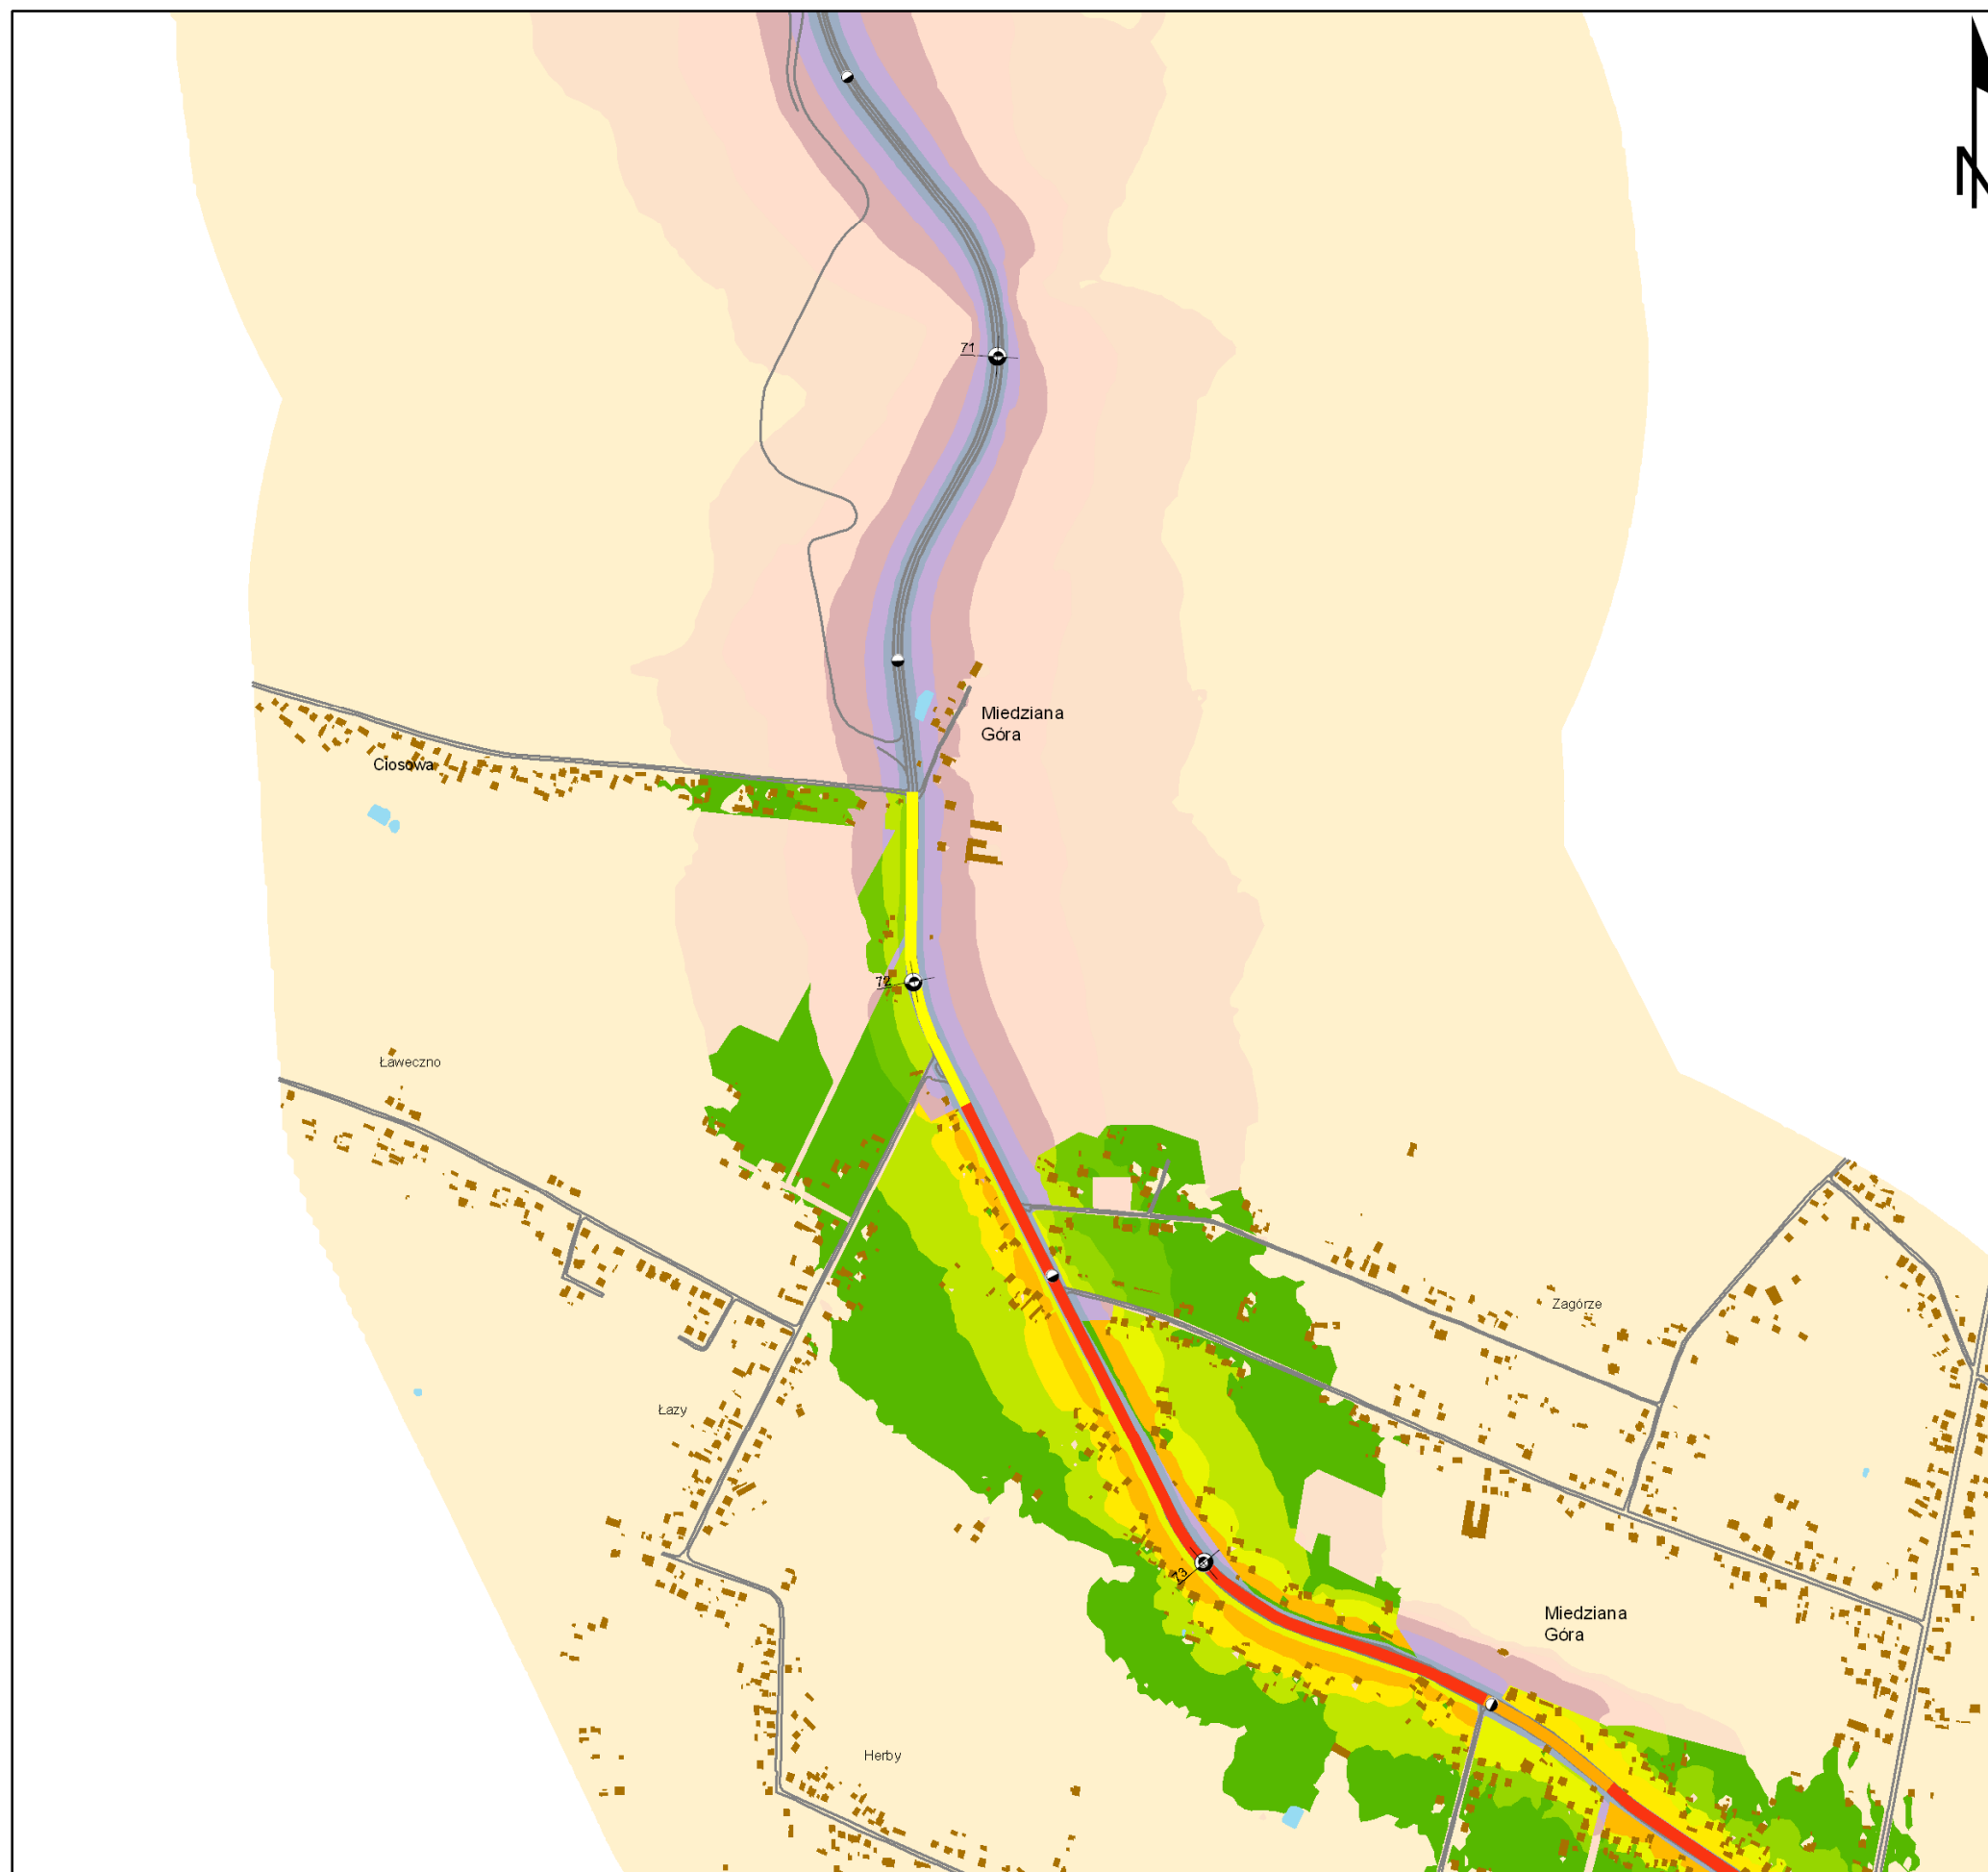 N
71
Miedziana
Góra
Ciosowa
72
Ławeczno
Zagórze
Łazy
73
Miedziana
Góra
Herby